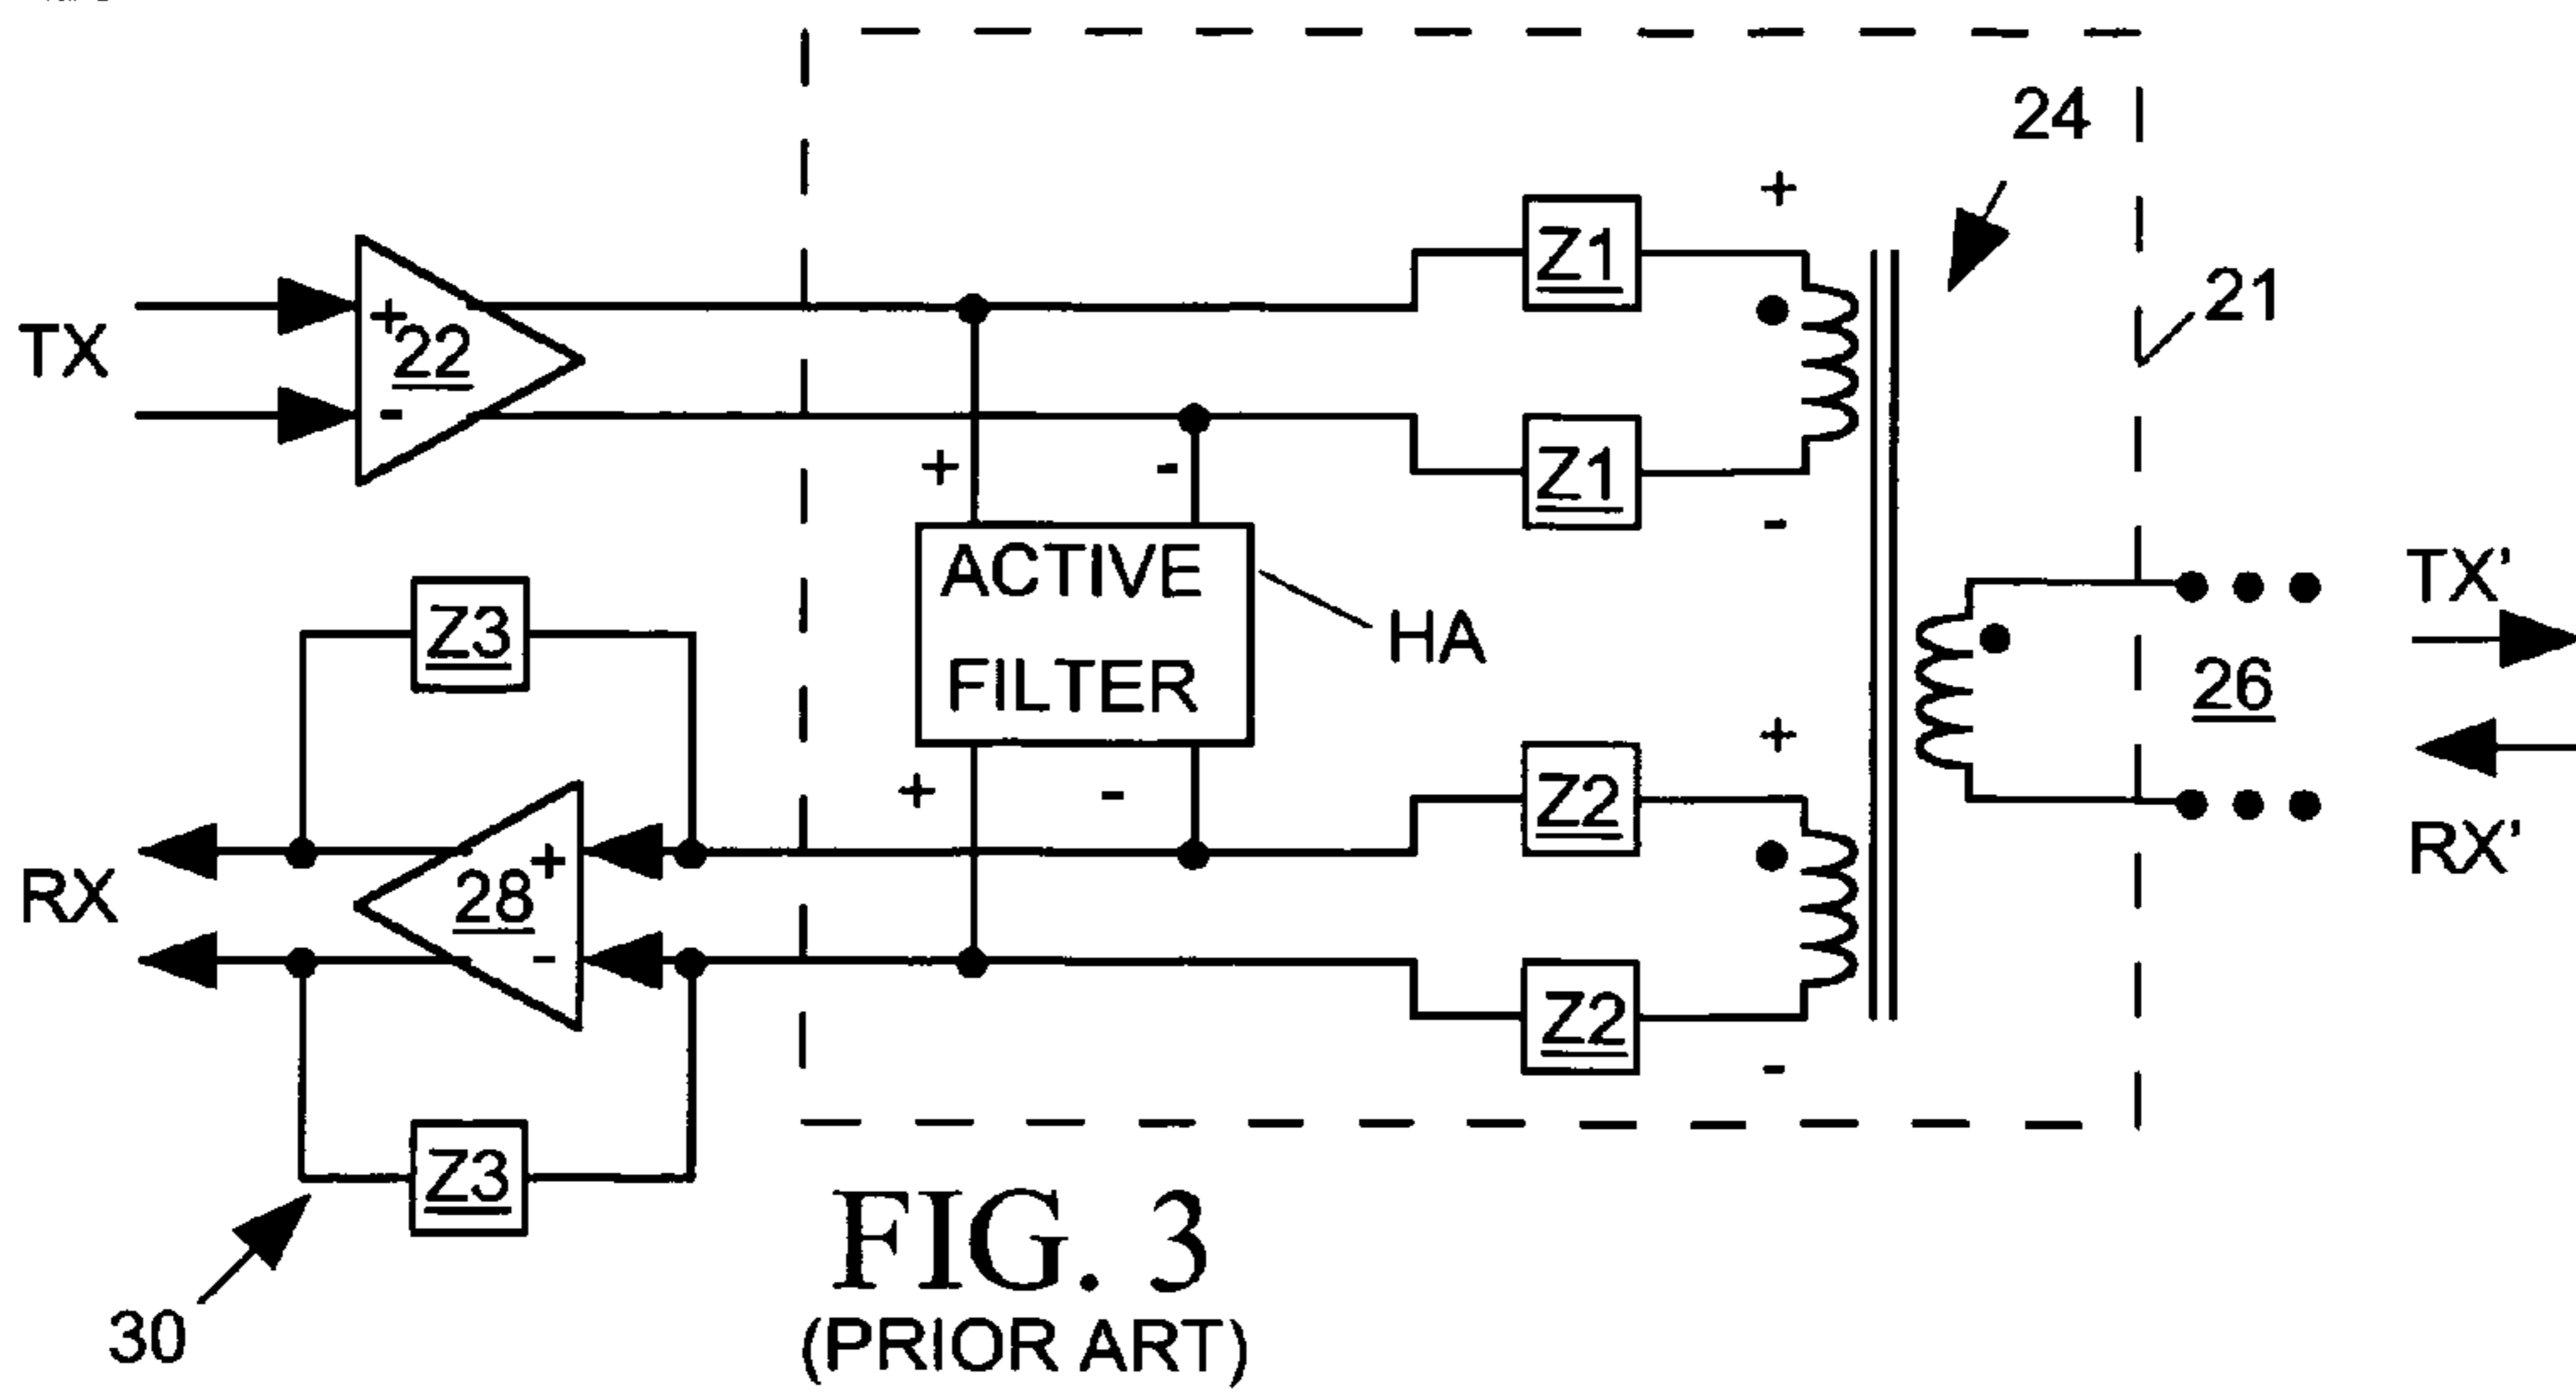 24
+
Z1
21
TX
+
22
-
+
-
Z1
-
ACTIVE
FILTER
HA
TX'
Z3
26
+
+
-
Z2
RX'
RX
28
+
-
Z2
-
Z3
30
FIG. 3
(PRIOR ART)